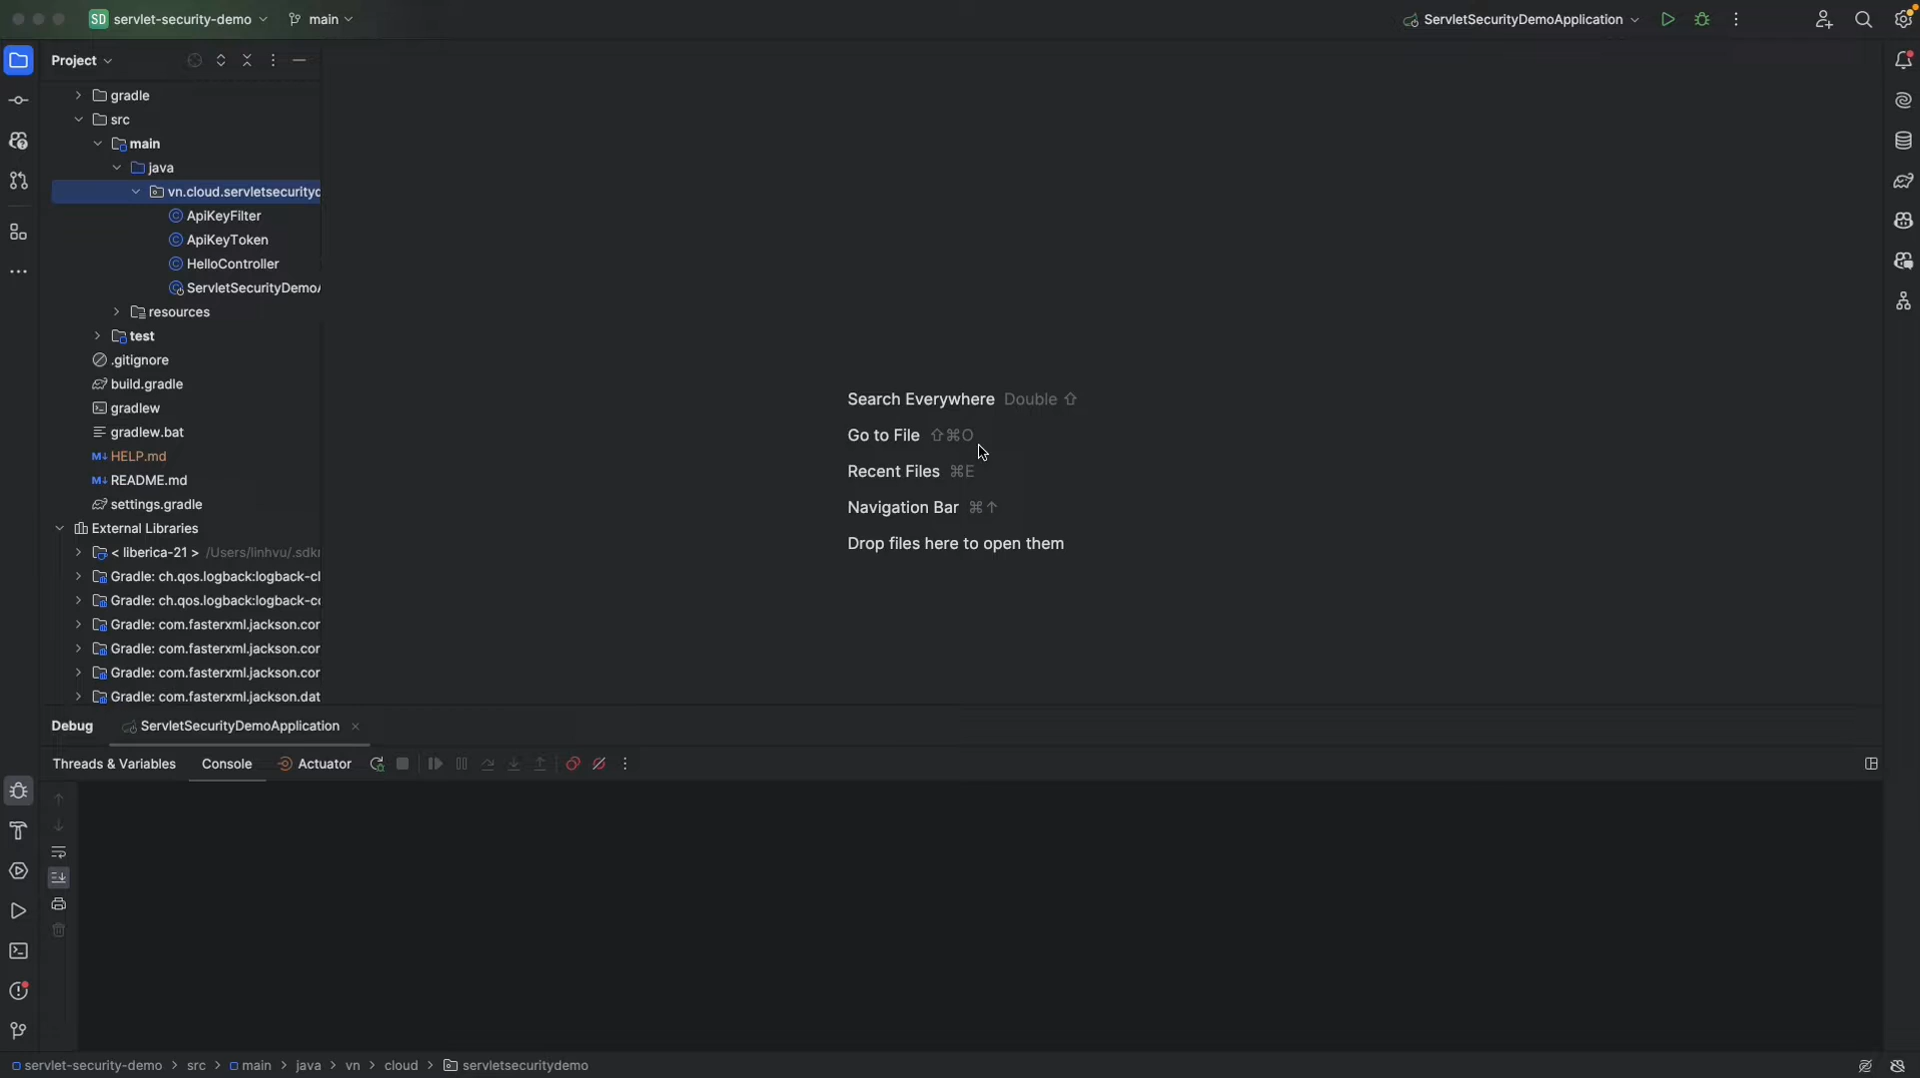 SD servlet-security-demo main ServletSecurityDemoApplication
Project
gradle
src
main
java
vn.cloud.servletsecurityd
ApiKeyFilter
ApiKeyToken
HelloController
ServletSecurityDemoA
resources
test
.gitignore
build.gradle
gradlew
gradlew.bat
M↓ HELP.md
M↓ README.md
settings.gradle
External Libraries
< liberica-21 > /Users/linhvu/.sdk
Gradle: ch.qos.logback:logback-cl
Gradle: ch.qos.logback:logback-co
Gradle: com.fasterxml.jackson.cor
Gradle: com.fasterxml.jackson.cor
Gradle: com.fasterxml.jackson.cor
Gradle: com.fasterxml.jackson.dat
Search Everywhere Double ⇧
Go to File ⇧⌘O
Recent Files ⌘E
Navigation Bar ⌘↑
Drop files here to open them
Debug ServletSecurityDemoApplication
Threads & Variables Console Actuator
servlet-security-demo > src > main > java > vn > cloud > servletsecuritydemo